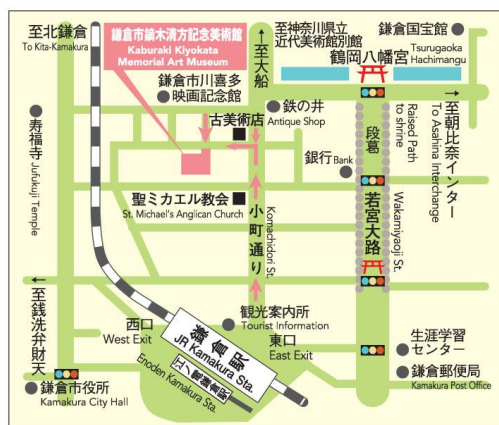 至北鎌倉
To Kita-Kamakura
鎌倉市鏑木清方記念美術館
Kaburaki Kiyokata
Memorial Art Museum
至大船
至神奈川県立
近代美術館別館
鎌倉国宝館
鶴岡八幡宮
Tsurugaoka
Hachimangu
鎌倉市川喜多
映画記念館
鉄の井
古美術店
Antique Shop
寿福寺
Jufukuji Temple
銀行 Bank
段葛
Raised Path
to shrine
至朝比奈インター
To Asahina Interchange
聖ミカエル教会
St. Michael's Anglican Church
小町通り
Komachidori St.
若宮大路
Wakamiyaoji St.
至銭洗弁財天
西口
West Exit
観光案内所
Tourist Information
鎌倉駅
JR Kamakura Sta.
江ノ電鎌倉駅
Enoden Kamakura Sta.
東口
East Exit
生涯学習
センター
鎌倉市役所
Kamakura City Hall
鎌倉郵便局
Kamakura Post Office